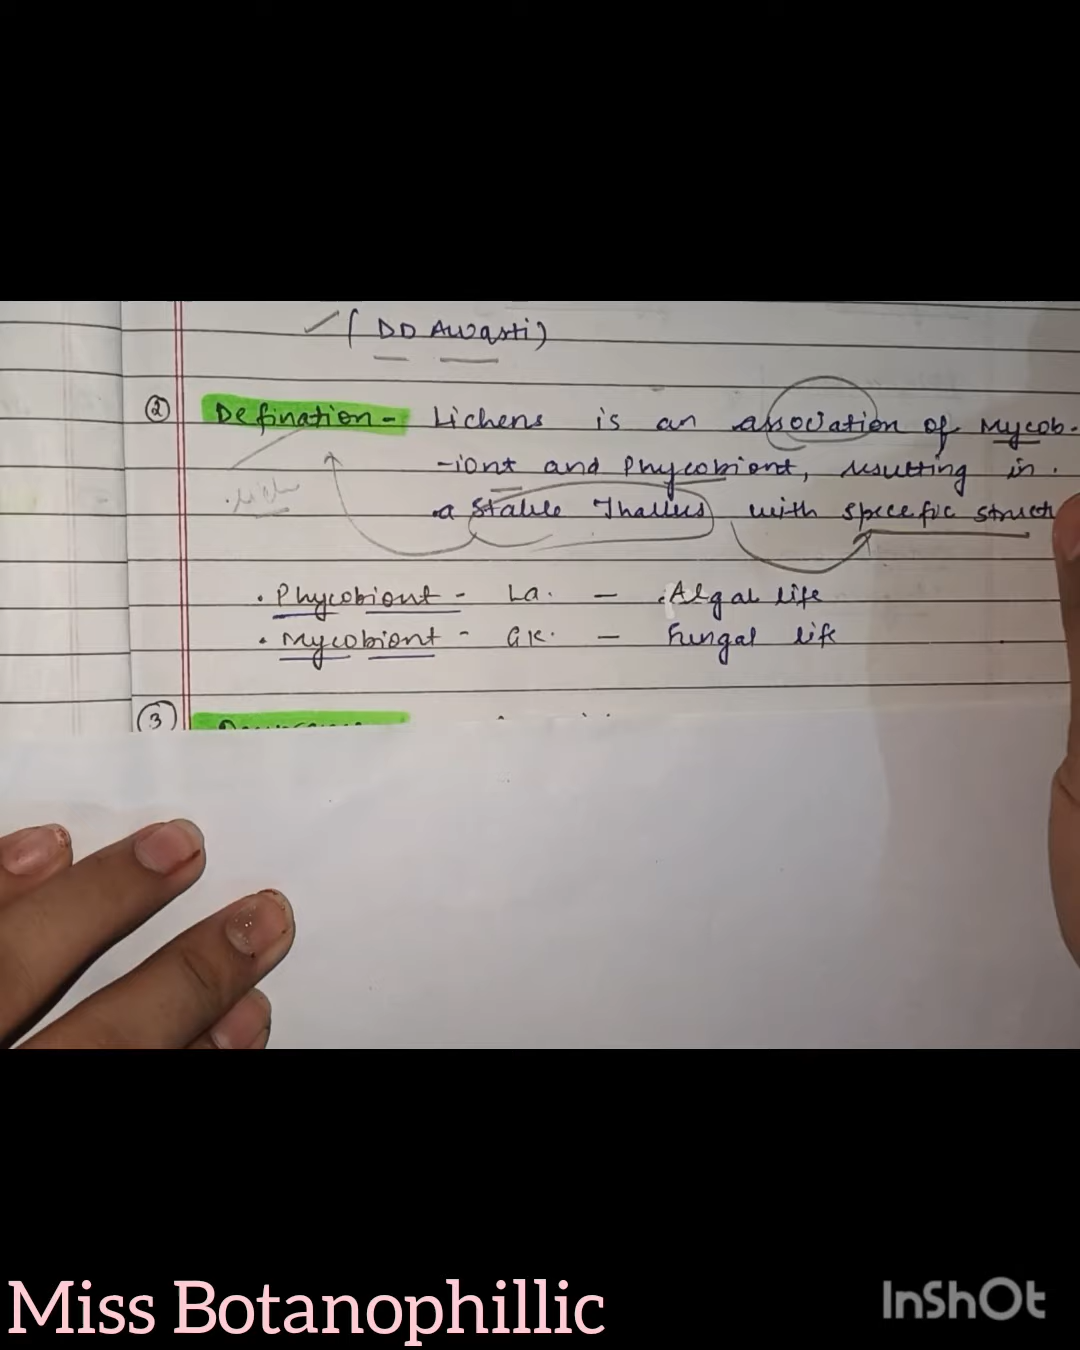 ( DD Awasti)
② Defination - Lichens is an association of Mycob-
-iont and Phycobiont, resulting in.
a Stable Thallus with specefic struct
. Phycobiont - La. - Algal life
. Mycobiont - GK. - Fungal life
③
Miss Botanophillic
InShOt